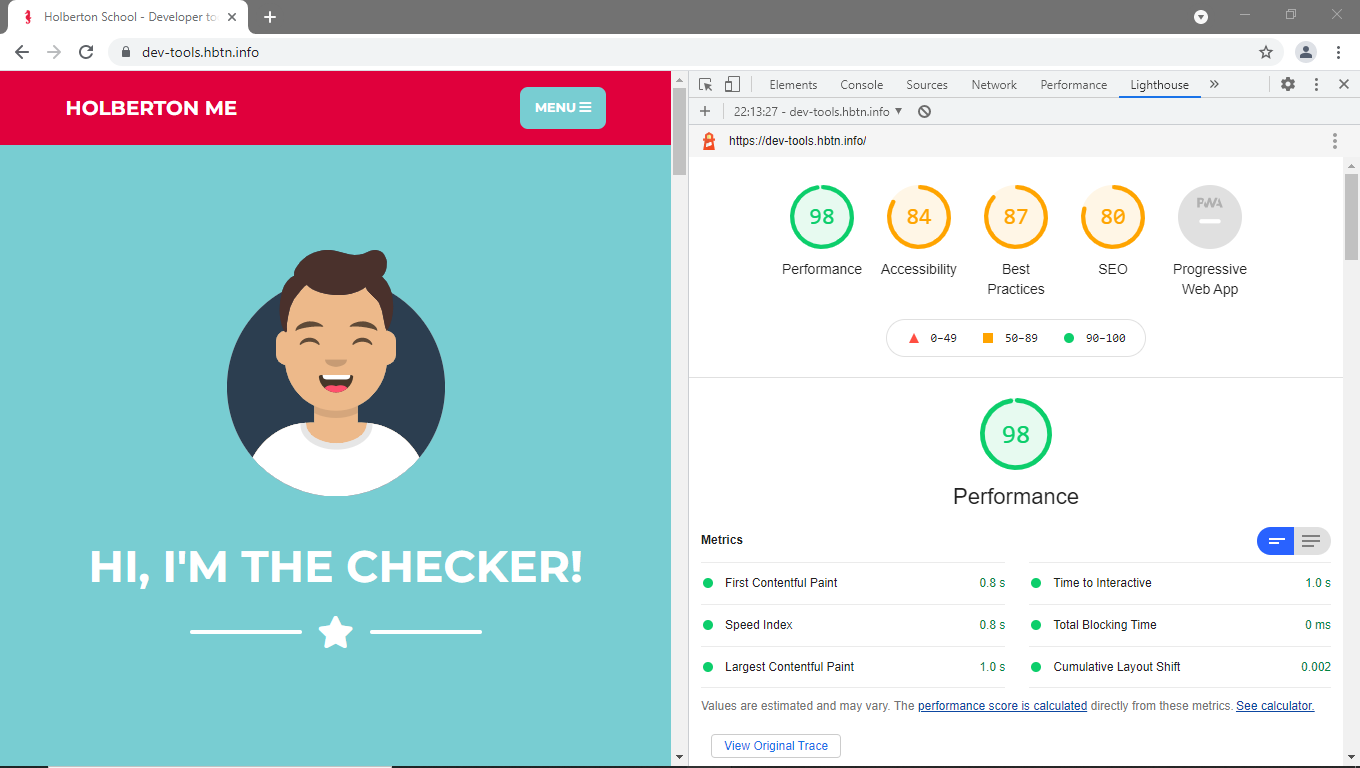 Holberton School - Developer to
dev-tools.hbtn.info
HOLBERTON ME
MENU
HI, I'M THE CHECKER!
Elements Console Sources Network Performance Lighthouse
22:13:27 - dev-tools.hbtn.info
https://dev-tools.hbtn.info/
98 84 87 80 PWA
Performance Accessibility Best Practices SEO Progressive Web App
0–49 50–89 90–100
98
Performance
Metrics
First Contentful Paint 0.8 s
Time to Interactive 1.0 s
Speed Index 0.8 s
Total Blocking Time 0 ms
Largest Contentful Paint 1.0 s
Cumulative Layout Shift 0.002
Values are estimated and may vary. The performance score is calculated directly from these metrics. See calculator.
View Original Trace